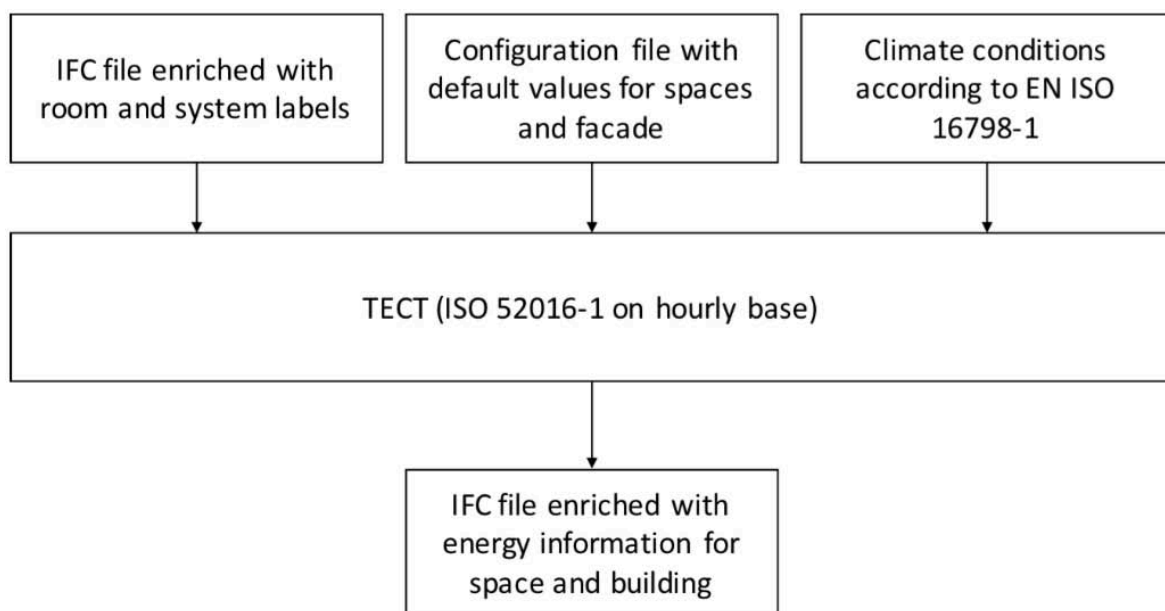 IFC file enriched with
room and system labels
Configuration file with
default values for spaces
and facade
Climate conditions
according to EN ISO
16798-1
TECT (ISO 52016-1 on hourly base)
IFC file enriched with
energy information for
space and building